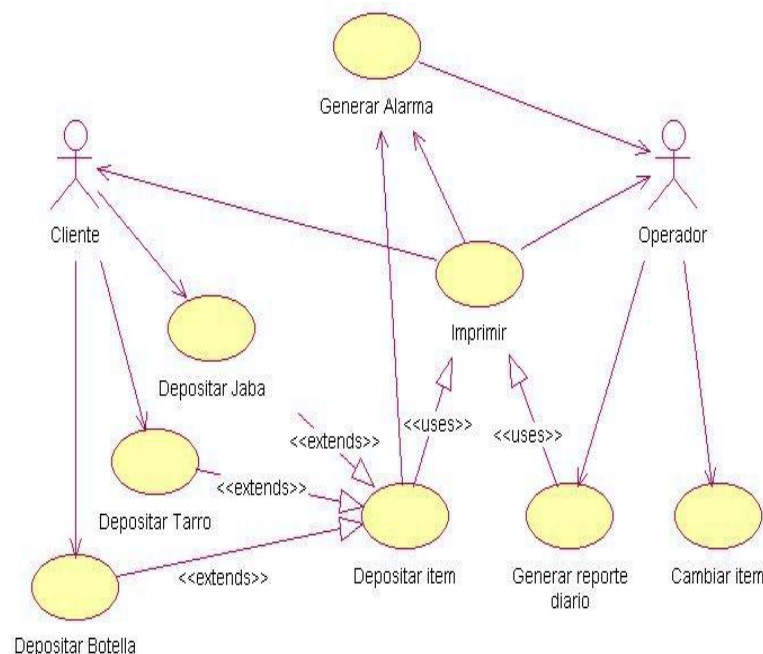 Generar Alarma
Cliente
Operador
Imprimir
Depositar Jaba
<<extends>>
<<uses>>
<<uses>>
<<extends>>
Depositar Tarro
<<extends>>
Depositar item
Generar reporte
diario
Cambiar item
Depositar Botella